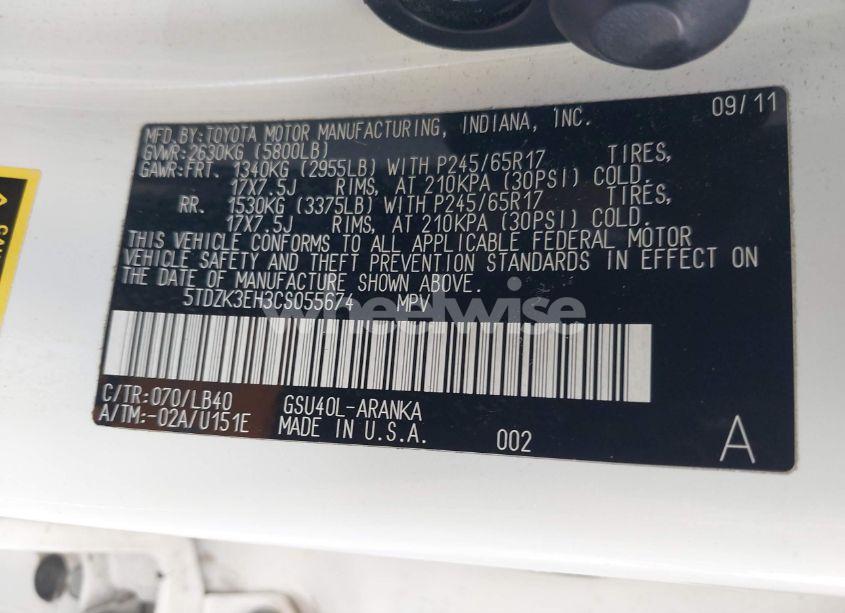 09/11
MFD.BY:TOYOTA MOTOR MANUFACTURING, INDIANA, INC.
GVWR:2630KG (5800LB)
GAWR:FRT. 1340KG (2955LB) WITH P245/65R17 TIRES,
17X7.5J RIMS, AT 210KPA (30PSI) COLD.
RR. 1530KG (3375LB) WITH P245/65R17 TIRES,
17X7.5J RIMS, AT 210KPA (30PSI) COLD.
THIS VEHICLE CONFORMS TO ALL APPLICABLE FEDERAL MOTOR
VEHICLE SAFETY AND THEFT PREVENTION STANDARDS IN EFFECT ON
THE DATE OF MANUFACTURE SHOWN ABOVE.
5TDZK3EH3CS055674 MPV
wheelwise
C/TR:070/LB40 GSU40L-ARANKA
A/TM:-02A/U151E MADE IN U.S.A. 002 A